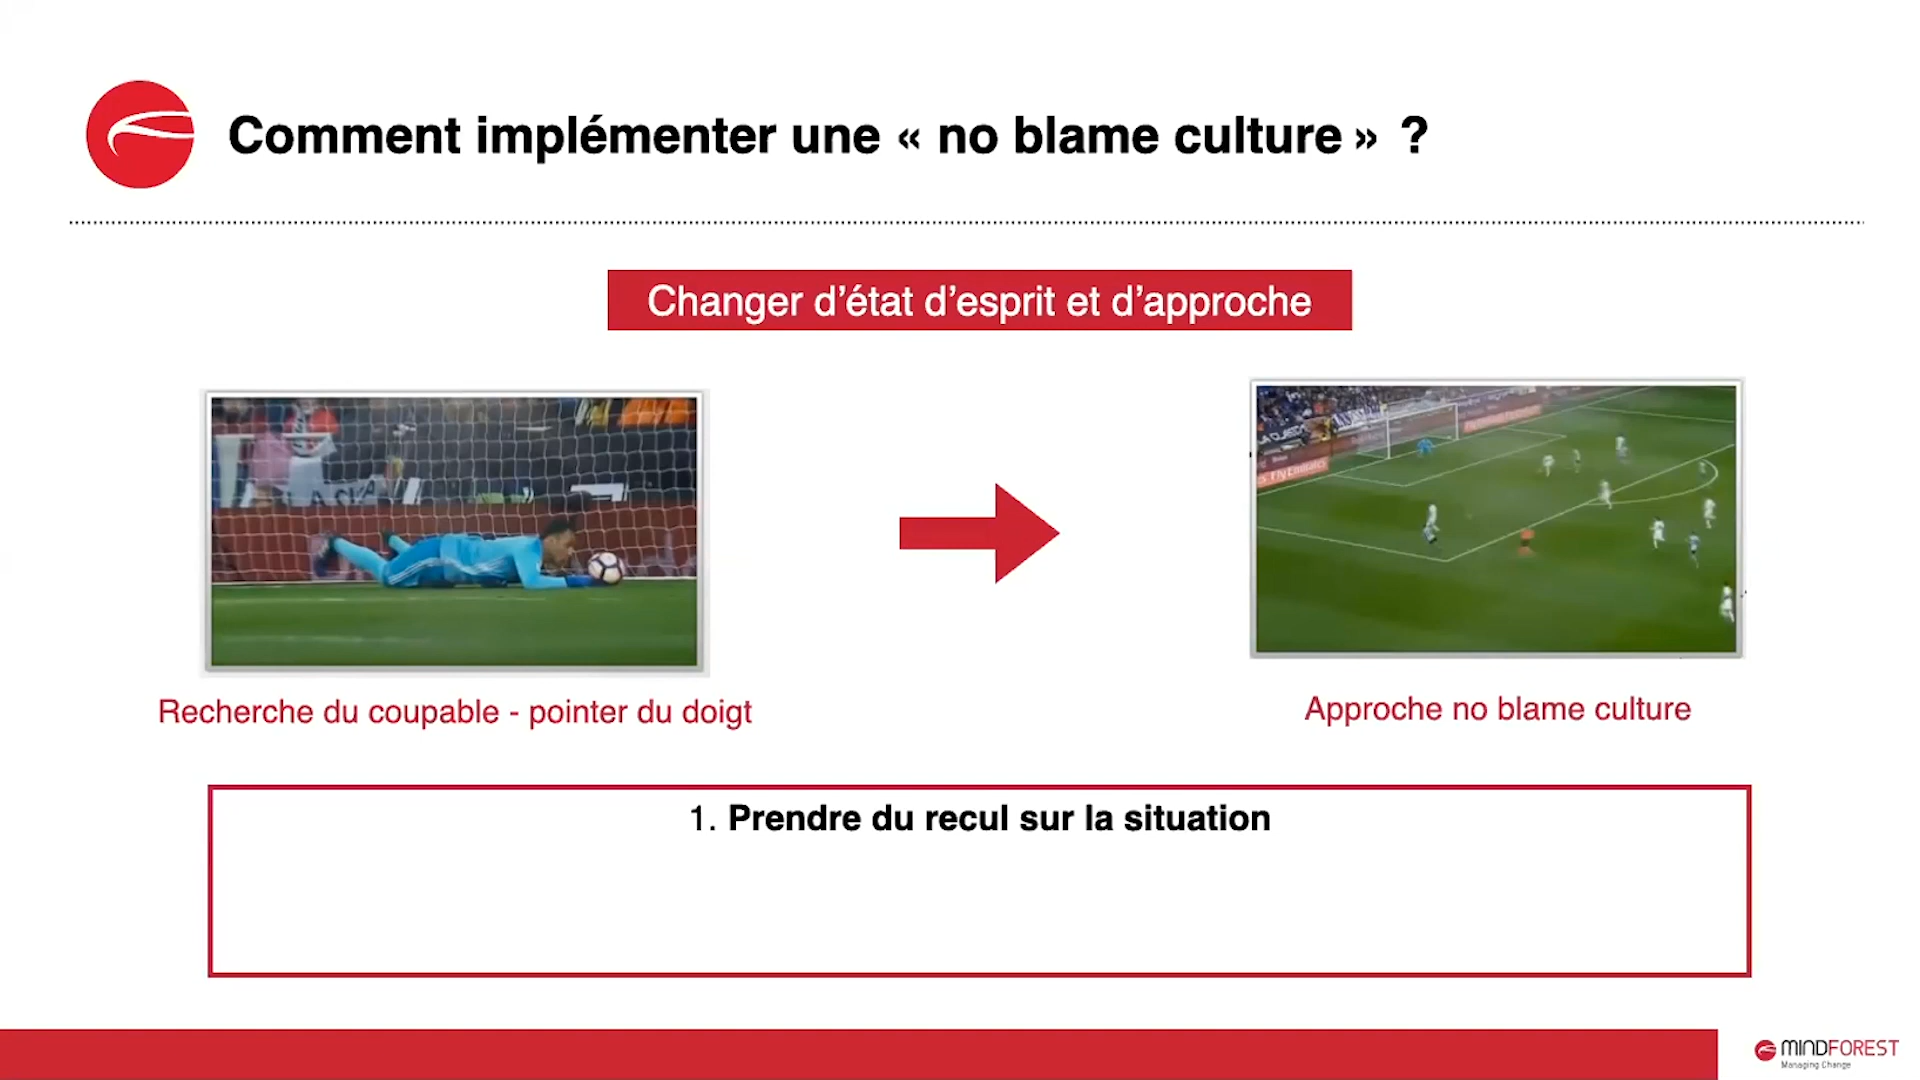 Comment implémenter une « no blame culture » ?
Changer d'état d'esprit et d'approche
Recherche du coupable - pointer du doigt
Approche no blame culture
1. Prendre du recul sur la situation
MINDFOREST
Managing Change